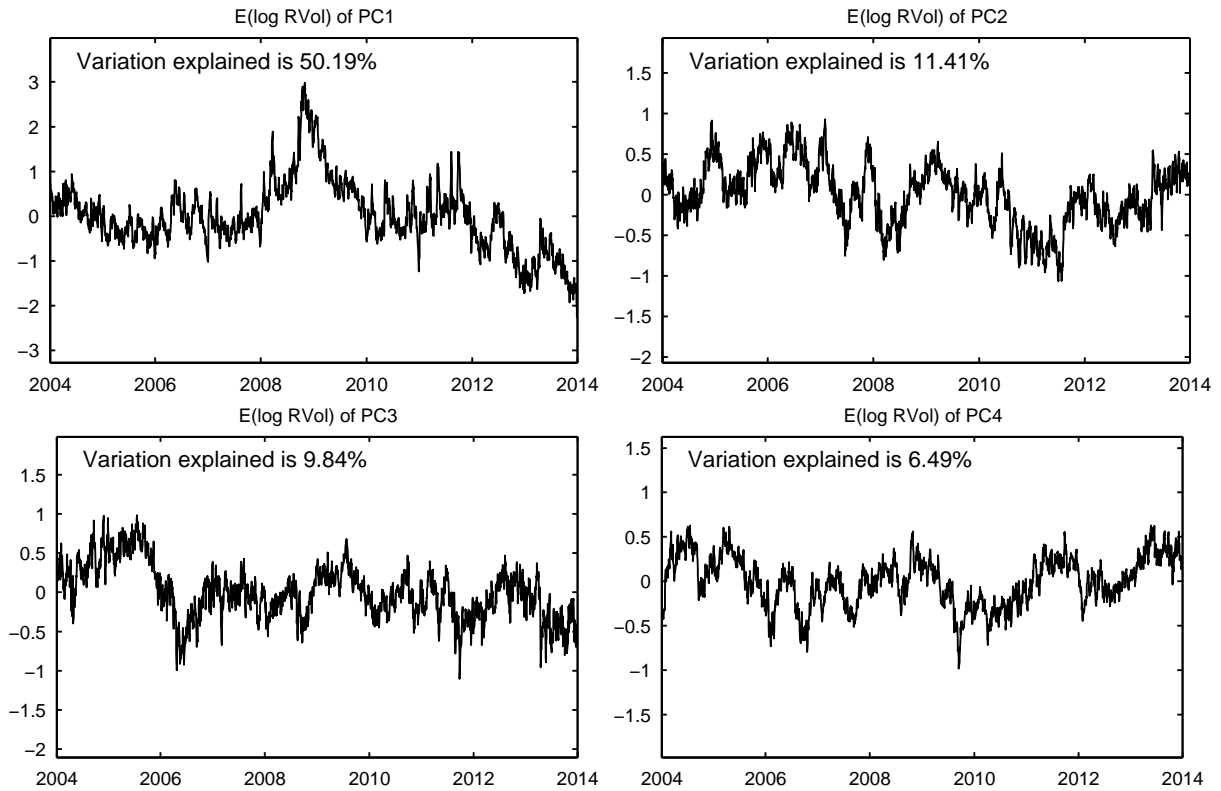 E(log RVol) of PC1
Variation explained is 50.19%
3
2
1
0
−1
−2
−3
2004 2006 2008 2010 2012 2014
E(log RVol) of PC2
Variation explained is 11.41%
1.5
1
0.5
0
−0.5
−1
−1.5
−2
2004 2006 2008 2010 2012 2014
E(log RVol) of PC3
Variation explained is 9.84%
1.5
1
0.5
0
−0.5
−1
−1.5
−2
2004 2006 2008 2010 2012 2014
E(log RVol) of PC4
Variation explained is 6.49%
1.5
1
0.5
0
−0.5
−1
−1.5
2004 2006 2008 2010 2012 2014